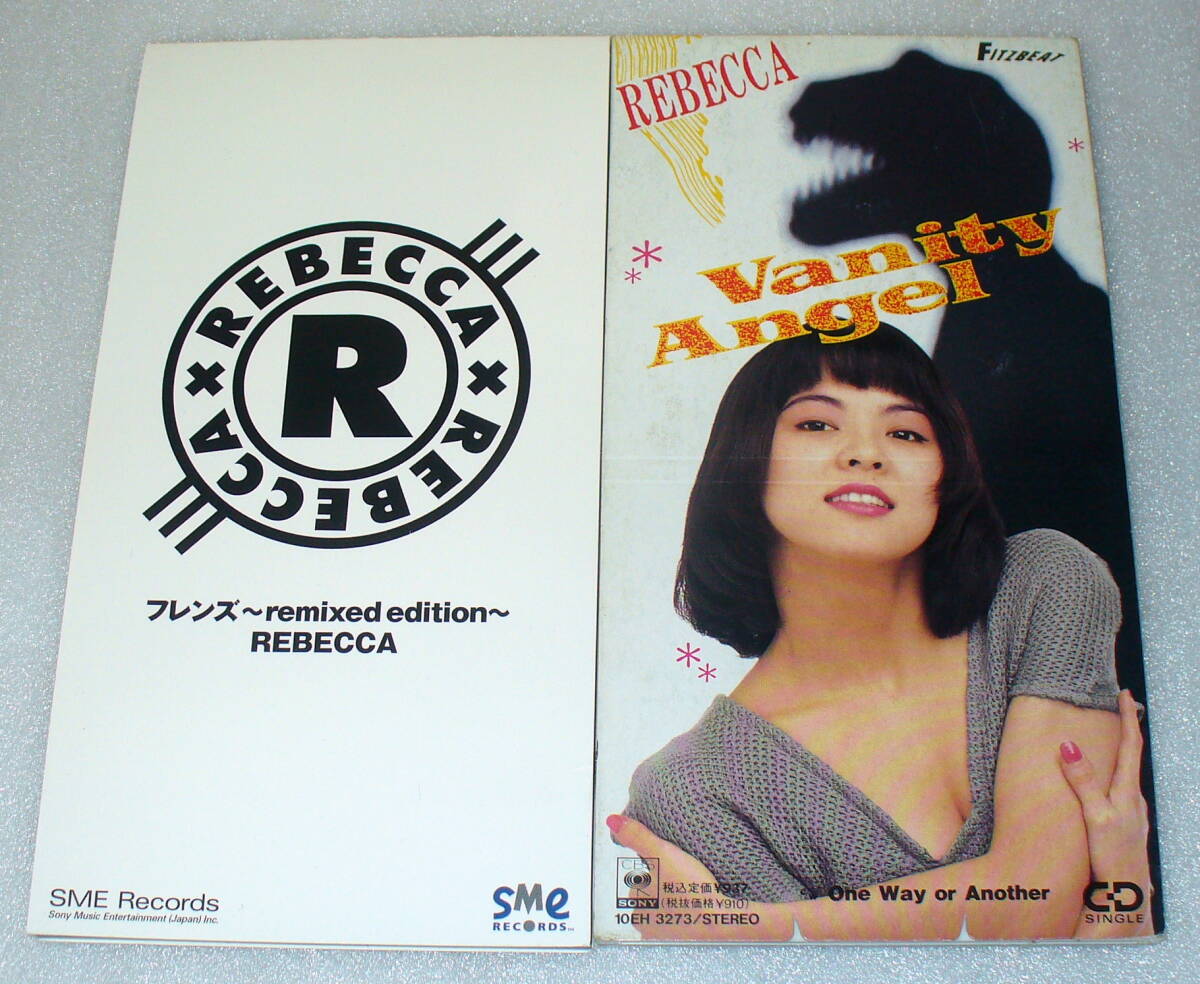 REBECCA × REBECCA ×
R
フレンズ～remixed edition～
REBECCA
SME Records
Sony Music Entertainment (Japan) Inc.
SME
RECORDS
REBECCA
FITZBEAT
Vanity
Angel
CBS
SONY
税込定価¥937
(税抜価格¥910)
10EH 3273/STEREO
One Way or Another
CD
SINGLE